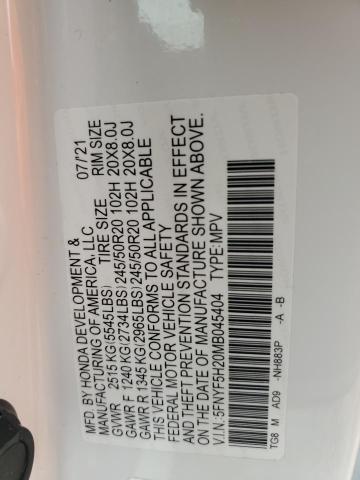 MFD. BY HONDA DEVELOPMENT & 07/'21
MANUFACTURING OF AMERICA, LLC
TIRE SIZE RIM SIZE
GVWR 2515 KG(5545LBS)
GAWR F 1240 KG(2734LBS) 245/50R20 102H 20X8.0J
GAWR R 1345 KG(2965LBS) 245/50R20 102H 20X8.0J
THIS VEHICLE CONFORMS TO ALL APPLICABLE
FEDERAL MOTOR VEHICLE SAFETY
AND THEFT PREVENTION STANDARDS IN EFFECT
ON THE DATE OF MANUFACTURE SHOWN ABOVE.
V.I.N.:5FNYF5H20MB045404 TYPE:MPV
TG8 M AD9 -NH883P -A -B